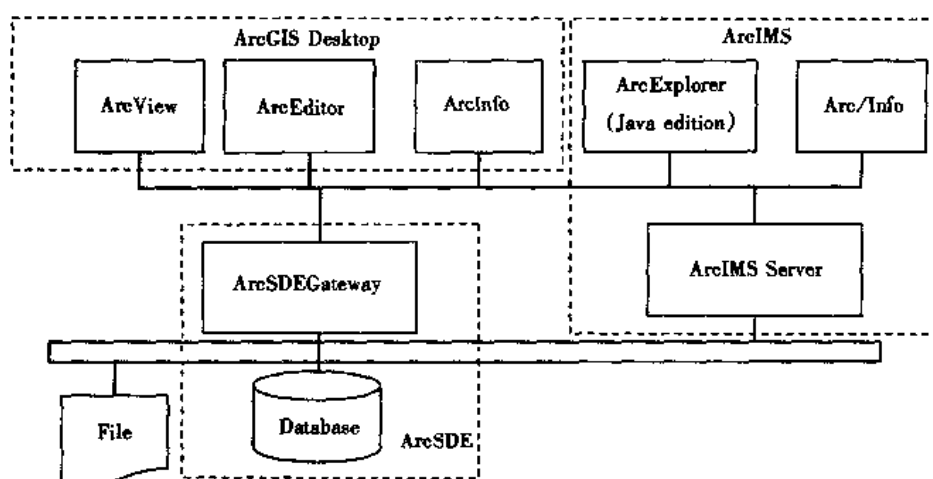 ArcGIS Desktop
ArcIMS
ArcView
ArcEditor
ArcInfo
ArcExplorer
(Java edition)
Arc/Info
ArcSDEGateway
ArcIMS Server
File
Database
ArcSDE